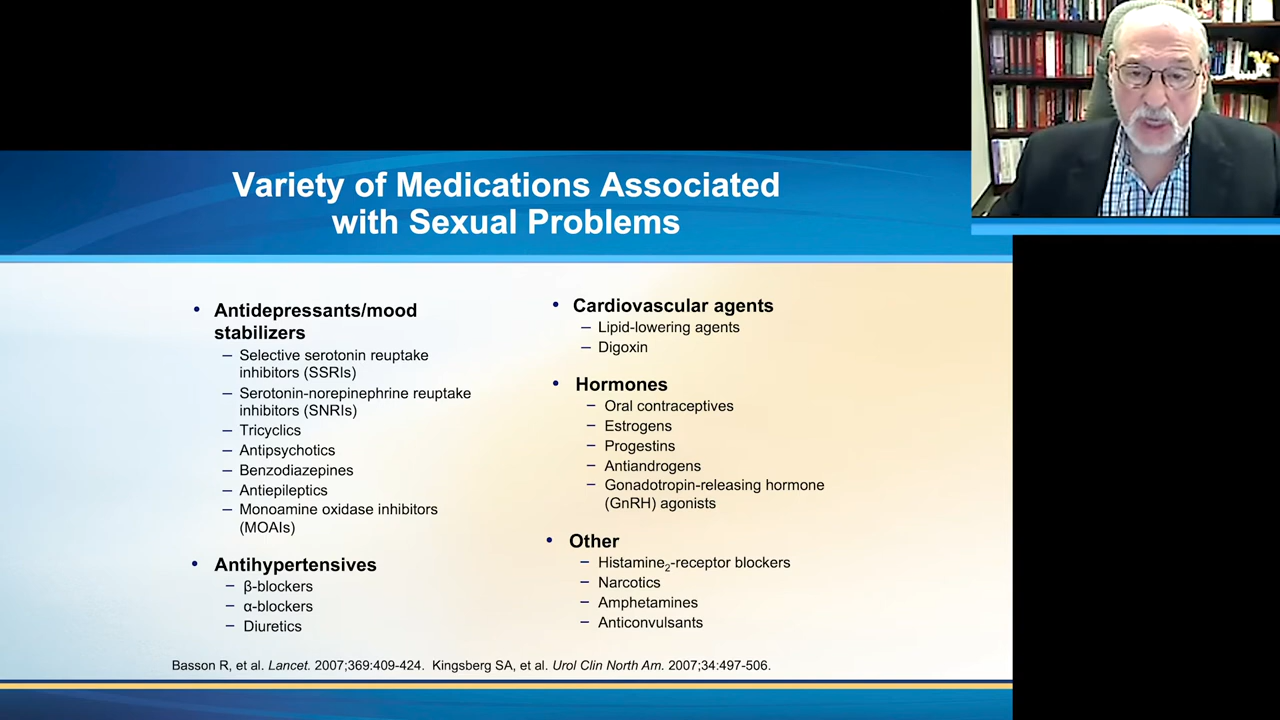 Variety of Medications Associated
with Sexual Problems
• Antidepressants/mood
stabilizers
– Selective serotonin reuptake
inhibitors (SSRIs)
– Serotonin-norepinephrine reuptake
inhibitors (SNRIs)
– Tricyclics
– Antipsychotics
– Benzodiazepines
– Antiepileptics
– Monoamine oxidase inhibitors
(MOAIs)
• Antihypertensives
– β-blockers
– α-blockers
– Diuretics
• Cardiovascular agents
– Lipid-lowering agents
– Digoxin
• Hormones
– Oral contraceptives
– Estrogens
– Progestins
– Antiandrogens
– Gonadotropin-releasing hormone
(GnRH) agonists
• Other
– Histamine₂-receptor blockers
– Narcotics
– Amphetamines
– Anticonvulsants
Basson R, et al. Lancet. 2007;369:409-424. Kingsberg SA, et al. Urol Clin North Am. 2007;34:497-506.